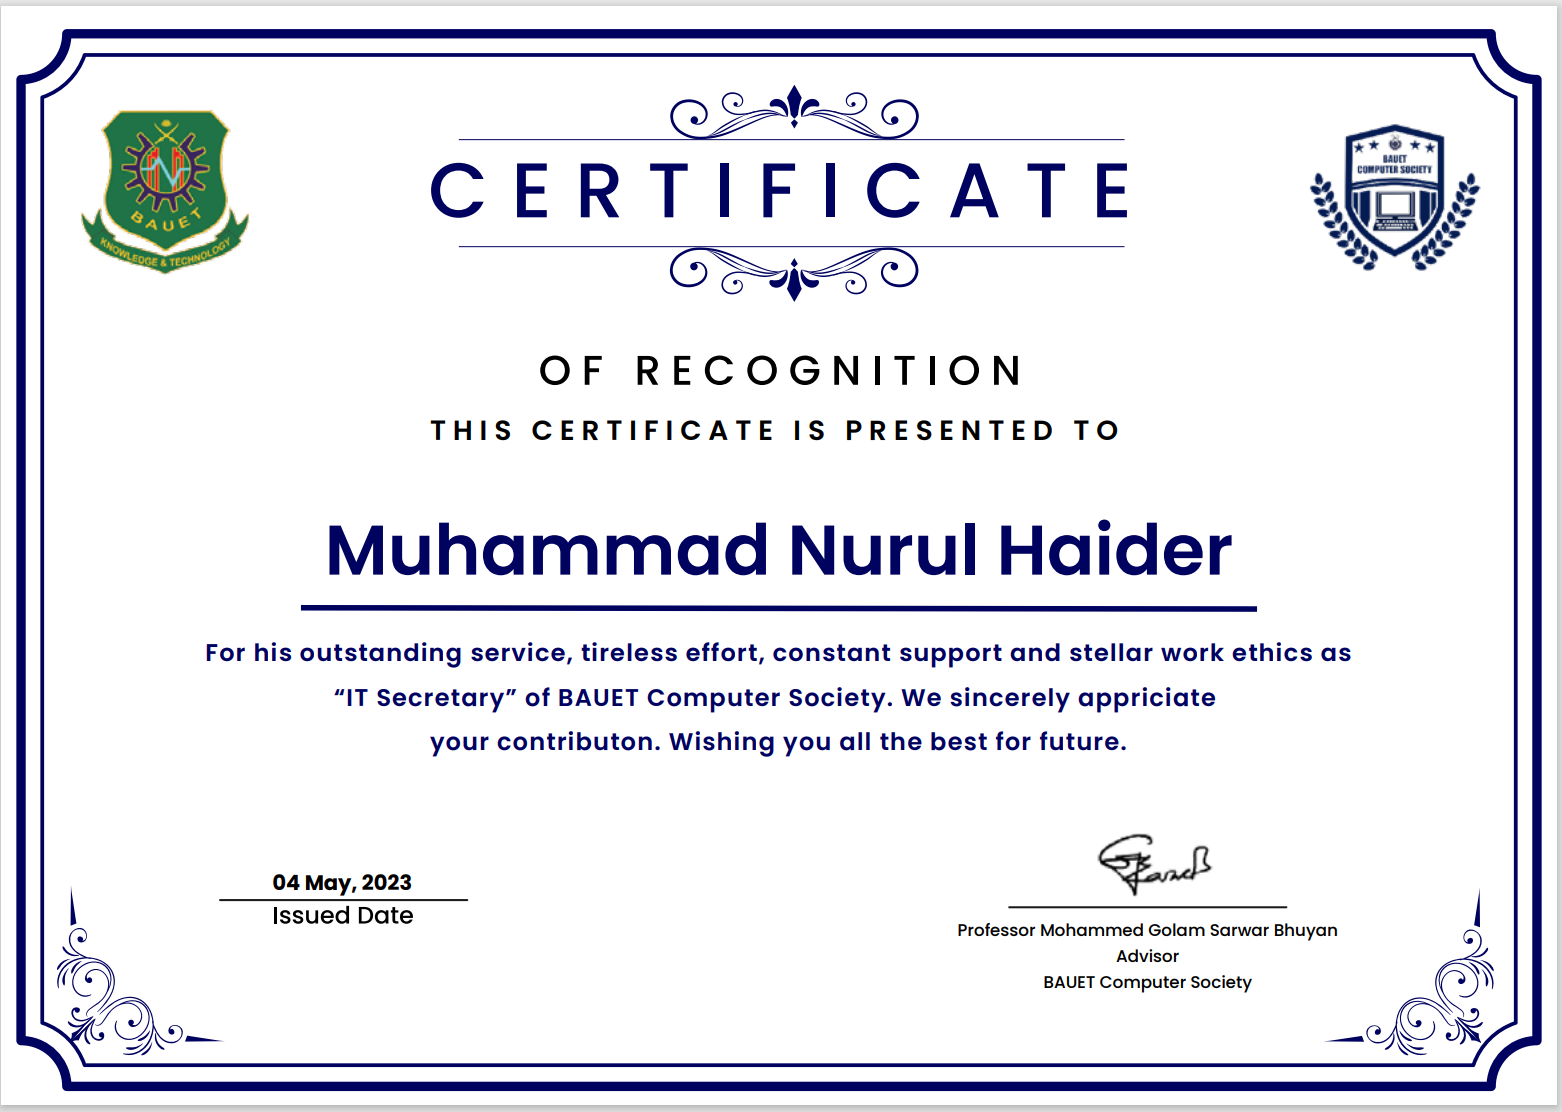 BAUET
KNOWLEDGE & TECHNOLOGY
CERTIFICATE
BAUET
COMPUTER SOCIETY
OF RECOGNITION
THIS CERTIFICATE IS PRESENTED TO
Muhammad Nurul Haider
For his outstanding service, tireless effort, constant support and stellar work ethics as
“IT Secretary” of BAUET Computer Society. We sincerely appriciate
your contributon. Wishing you all the best for future.
04 May, 2023
Issued Date
Professor Mohammed Golam Sarwar Bhuyan
Advisor
BAUET Computer Society